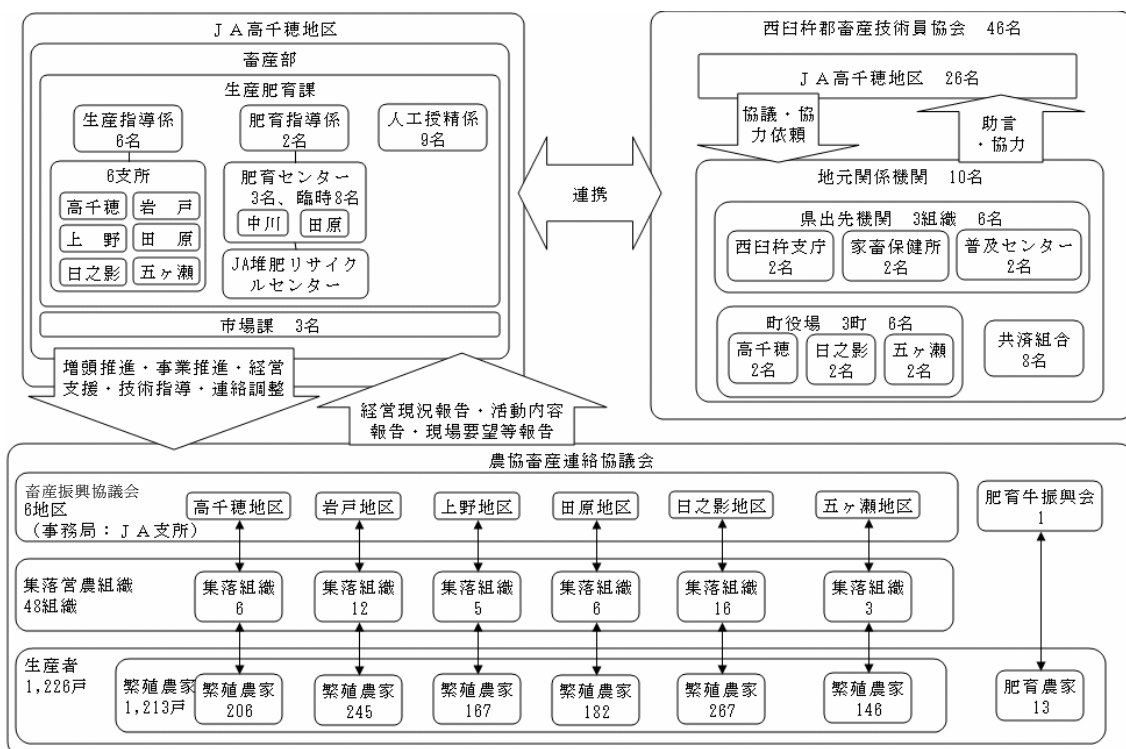 JA高千穂地区
畜産部
生産肥育課
生産指導係
6名
肥育指導係
2名
人工授精係
9名
6支所
高千穂
岩　戸
上　野
田　原
日之影
五ヶ瀬
肥育センター
3名、臨時8名
中川
田原
JA堆肥リサイク
ルセンター
市場課　3名
連携
西臼杵郡畜産技術員協会　46名
JA高千穂地区　26名
協議・協
力依頼
助言
・協力
地元関係機関　10名
県出先機関　3組織　6名
西臼杵支庁
2名
家畜保健所
2名
普及センター
2名
町役場　3町　6名
高千穂
2名
日之影
2名
五ヶ瀬
2名
共済組合
8名
増頭推進・事業推進・経営
支援・技術指導・連絡調整
経営現況報告・活動内容
報告・現場要望等報告
農協畜産連絡協議会
畜産振興協議会
6地区
（事務局：JA支所）
高千穂地区
岩戸地区
上野地区
田原地区
日之影地区
五ヶ瀬地区
肥育牛振興会
1
集落営農組織
48組織
集落組織
6
集落組織
12
集落組織
5
集落組織
6
集落組織
16
集落組織
3
生産者
1,226戸
繁殖農家
1,213戸
繁殖農家
206
繁殖農家
245
繁殖農家
167
繁殖農家
182
繁殖農家
267
繁殖農家
146
肥育農家
13